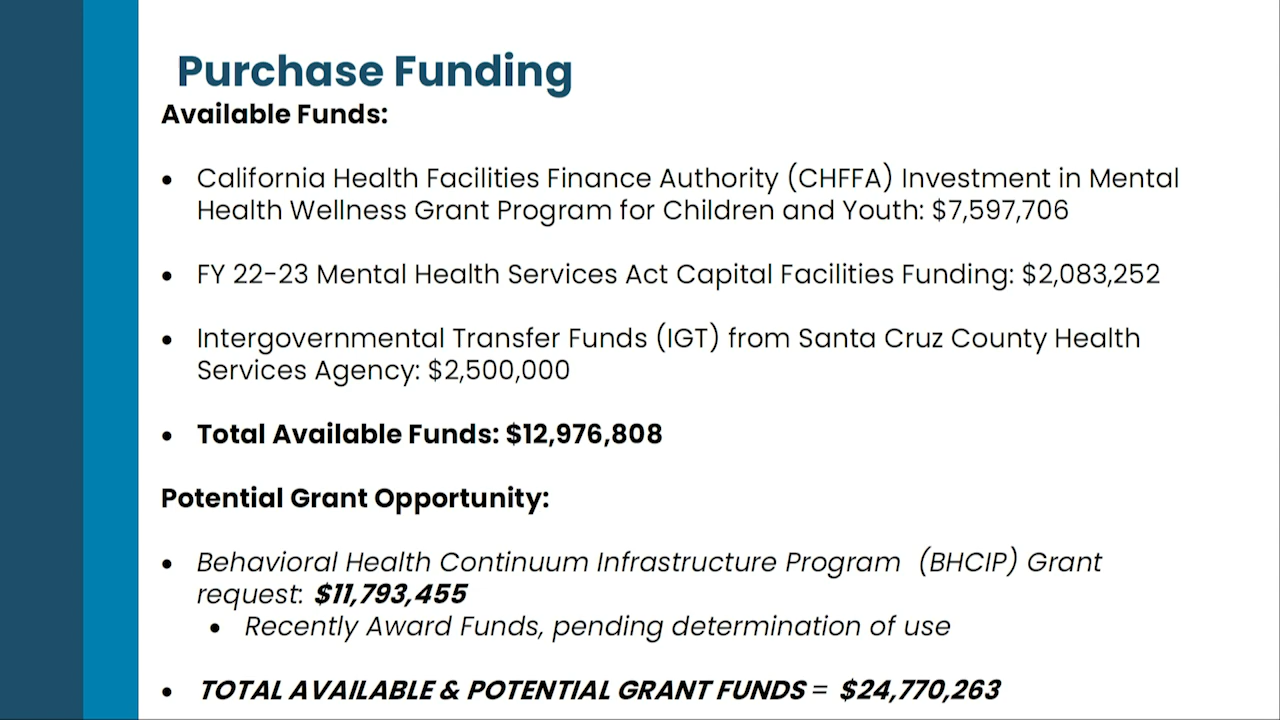 Purchase Funding
Available Funds:
• California Health Facilities Finance Authority (CHFFA) Investment in Mental
Health Wellness Grant Program for Children and Youth: $7,597,706
• FY 22-23 Mental Health Services Act Capital Facilities Funding: $2,083,252
• Intergovernmental Transfer Funds (IGT) from Santa Cruz County Health
Services Agency: $2,500,000
• Total Available Funds: $12,976,808
Potential Grant Opportunity:
• Behavioral Health Continuum Infrastructure Program (BHCIP) Grant
request: $11,793,455
• Recently Award Funds, pending determination of use
• TOTAL AVAILABLE & POTENTIAL GRANT FUNDS = $24,770,263